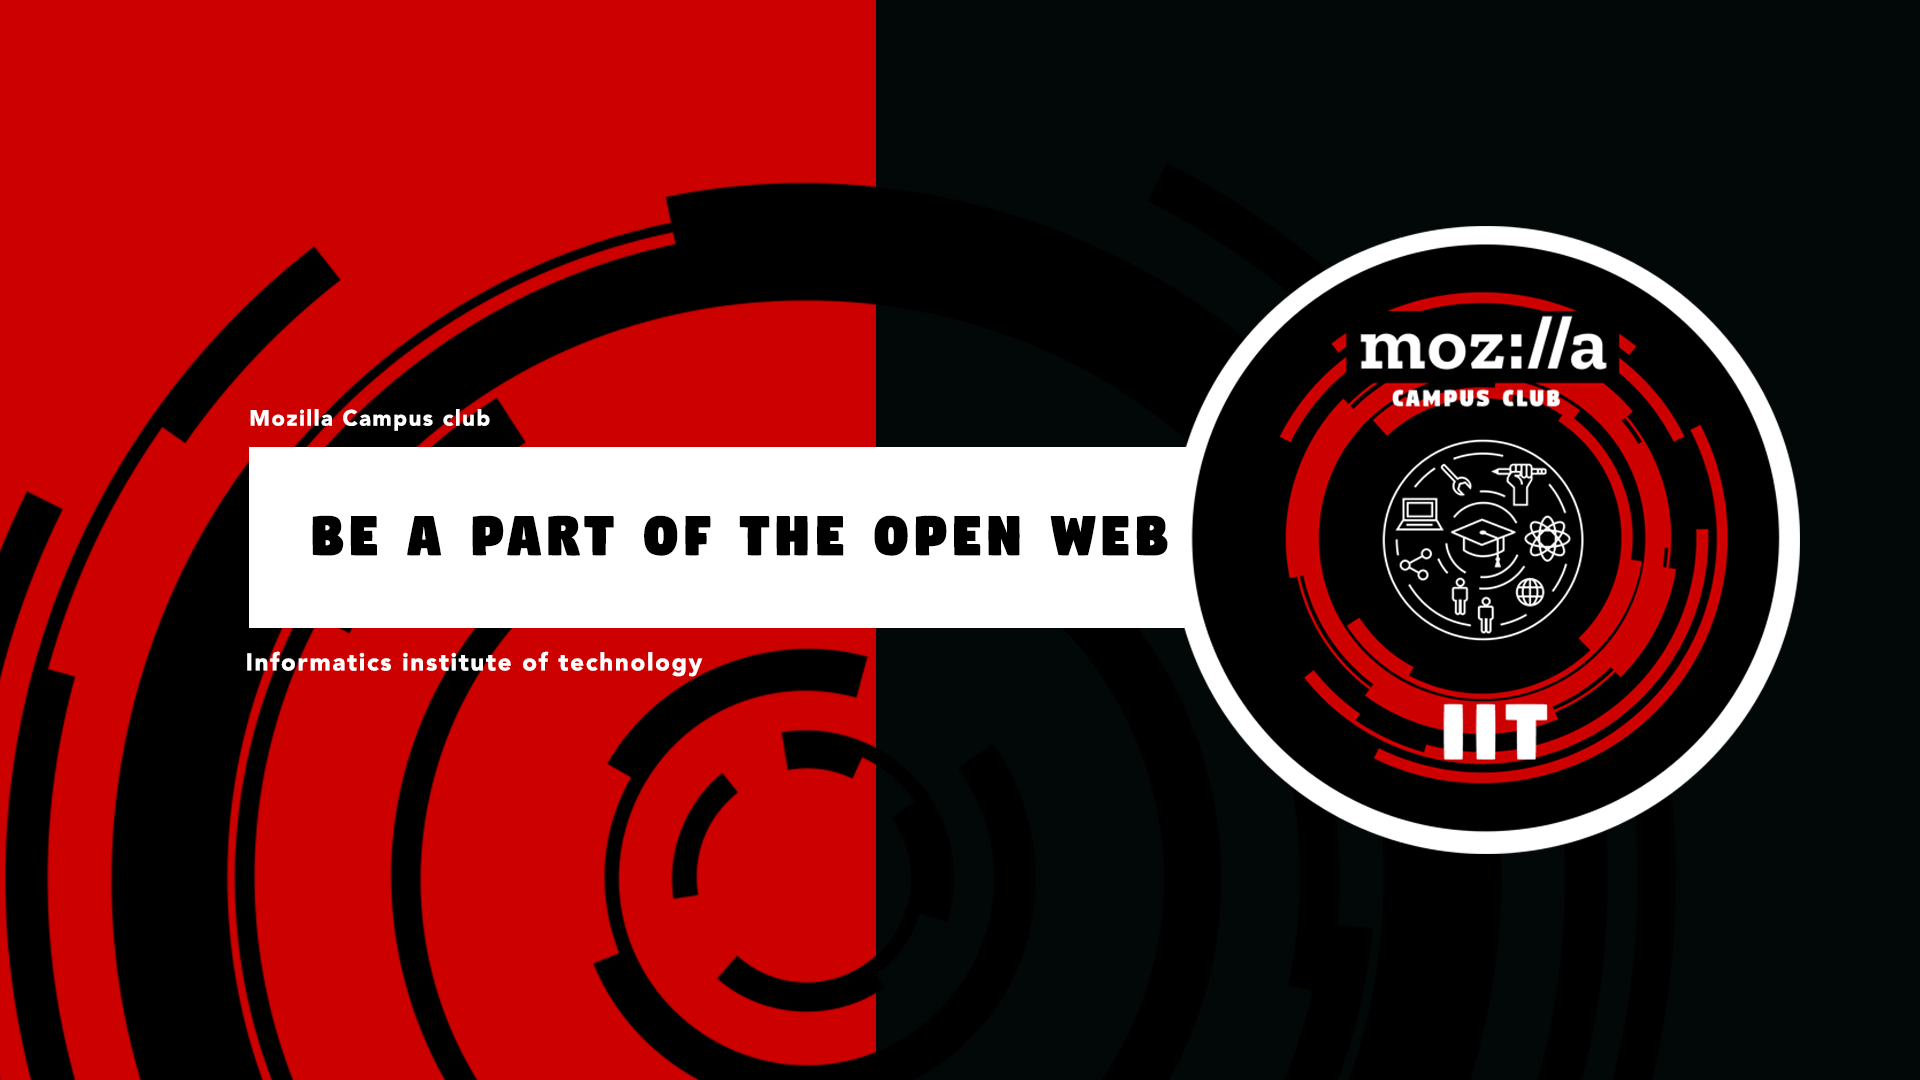 Mozilla Campus club
BE A PART OF THE OPEN WEB
Informatics institute of technology
moz://a
CAMPUS CLUB
IIT